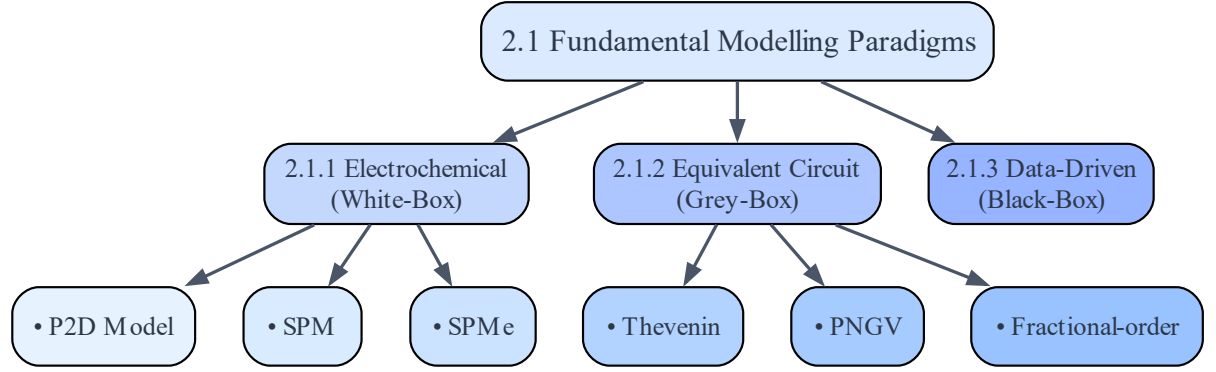 2.1 Fundamental Modelling Paradigms
2.1.1 Electrochemical
(White-Box)
2.1.2 Equivalent Circuit
(Grey-Box)
2.1.3 Data-Driven
(Black-Box)
• P2D Model
• SPM
• SPMe
• Thevenin
• PNGV
• Fractional-order